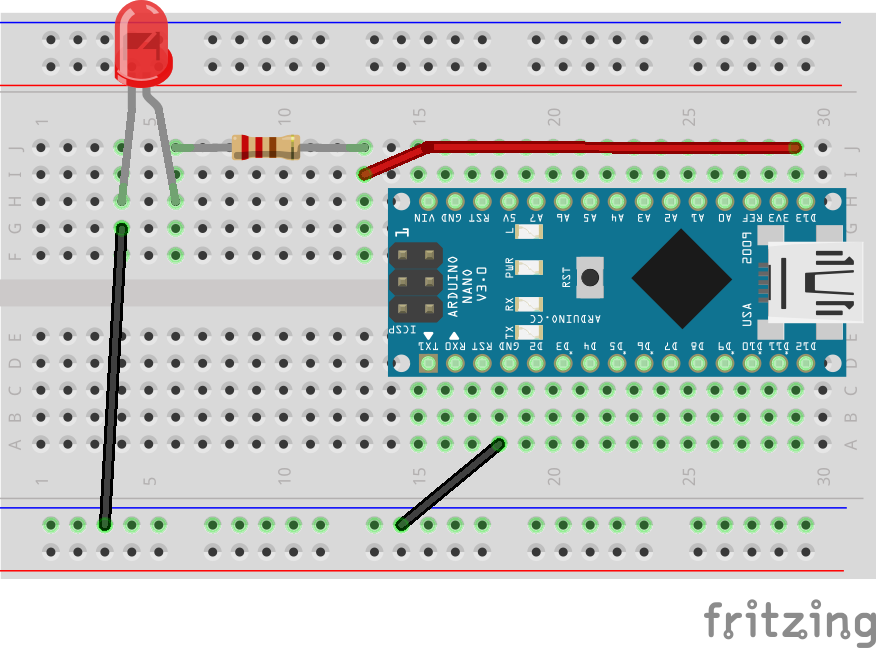 1 5 10 15 20 25 30
J J
I I
H H
G G
F F
VIN GND RST 5V A7 A6 A5 A4 A3 A2 A1 A0 REF 3V3 D13
1
L
PWR
RX
TX
ARDUINO
NANO
V3.0
RST
ARDUINO.CC
2009
USA
ICSP
TX1 RX0 RST GND D2 D3 D4 D5 D6 D7 D8 D9 D10 D11 D12
E E
D D
C C
B B
A A
1 5 10 15 20 25 30
fritzing